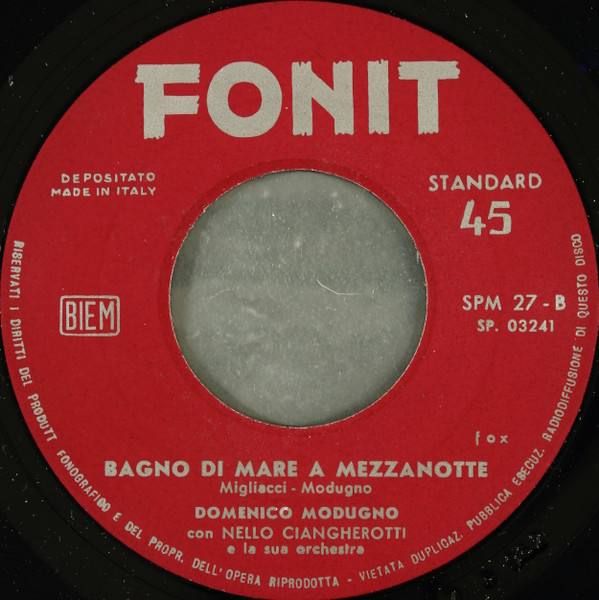 FONIT
DEPOSITATO
MADE IN ITALY
STANDARD
45
BIEM
SPM 27 - B
SP. 03241
fox
BAGNO DI MARE A MEZZANOTTE
Migliacci - Modugno
DOMENICO MODUGNO
con NELLO CIANGHEROTTI
e la sua orchestra
RISERVATI I DIRITTI DEL PRODUTT FONOGRAFICO E DEL PROPR. DELL'OPERA RIPRODOTTA - VIETATA DUPLICAZ. PUBBLICA ESECUZ. RADIODIFFUSIONE DI QUESTO DISCO